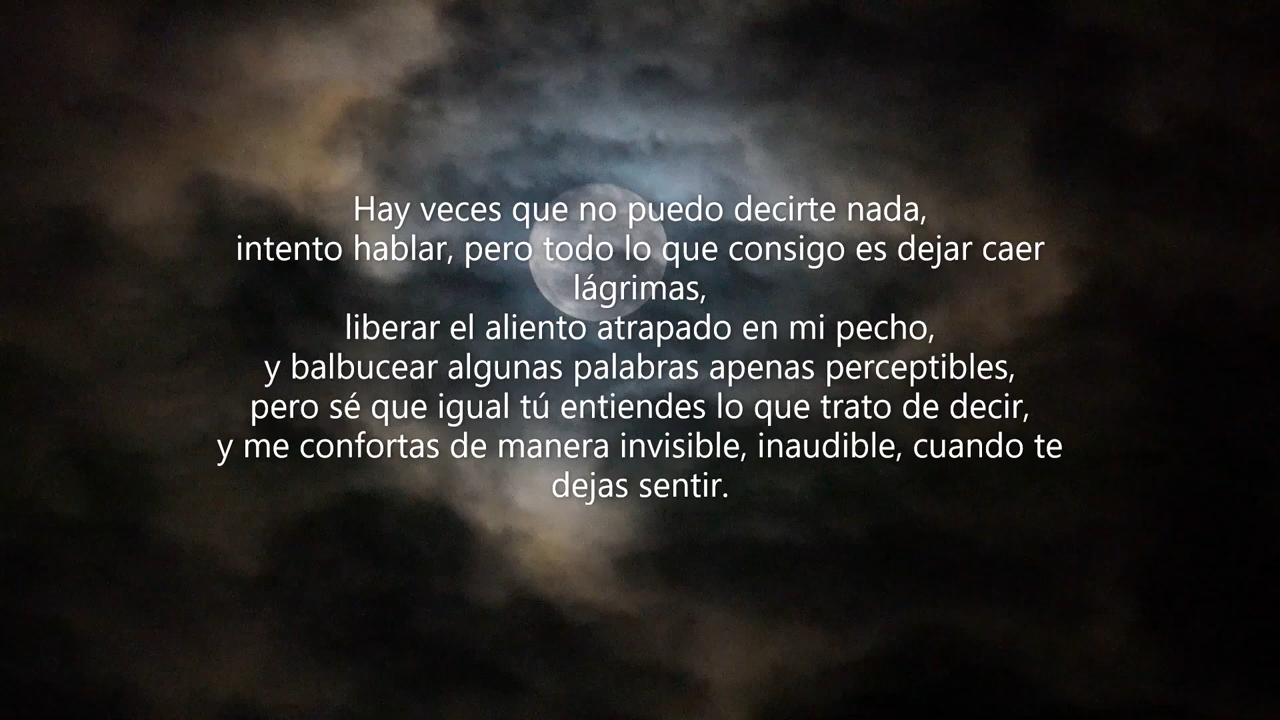 Hay veces que no puedo decirte nada,
intento hablar, pero todo lo que consigo es dejar caer
lágrimas,
liberar el aliento atrapado en mi pecho,
y balbucear algunas palabras apenas perceptibles,
pero sé que igual tú entiendes lo que trato de decir,
y me confortas de manera invisible, inaudible, cuando te
dejas sentir.